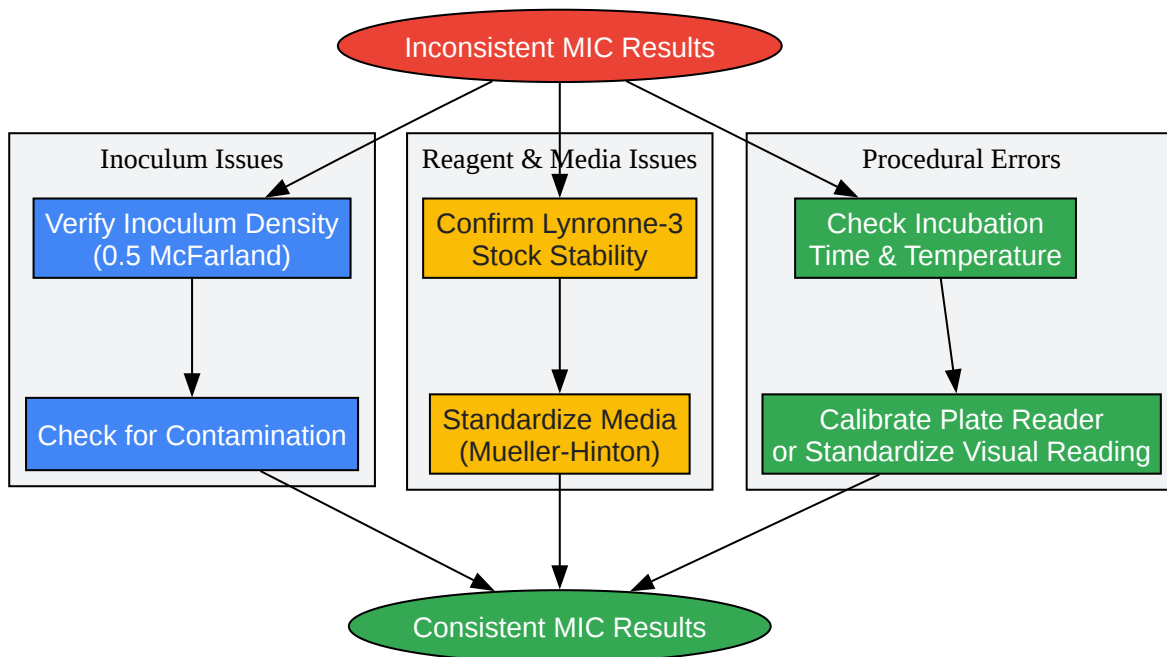 Inconsistent MIC Results
Inoculum Issues
Verify Inoculum Density
(0.5 McFarland)
Check for Contamination
Reagent & Media Issues
Confirm Lynronne-3
Stock Stability
Standardize Media
(Mueller-Hinton)
Procedural Errors
Check Incubation
Time & Temperature
Calibrate Plate Reader
or Standardize Visual Reading
Consistent MIC Results